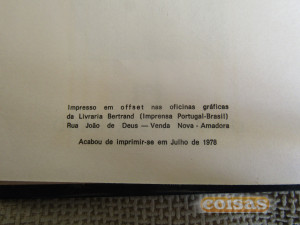 Impresso em offset nas oficinas gráficas
da Livraria Bertrand (Imprensa Portugal-Brasil)
Rua João de Deus — Venda Nova - Amadora
Acabou de imprimir-se em Julho de 1978
coisas